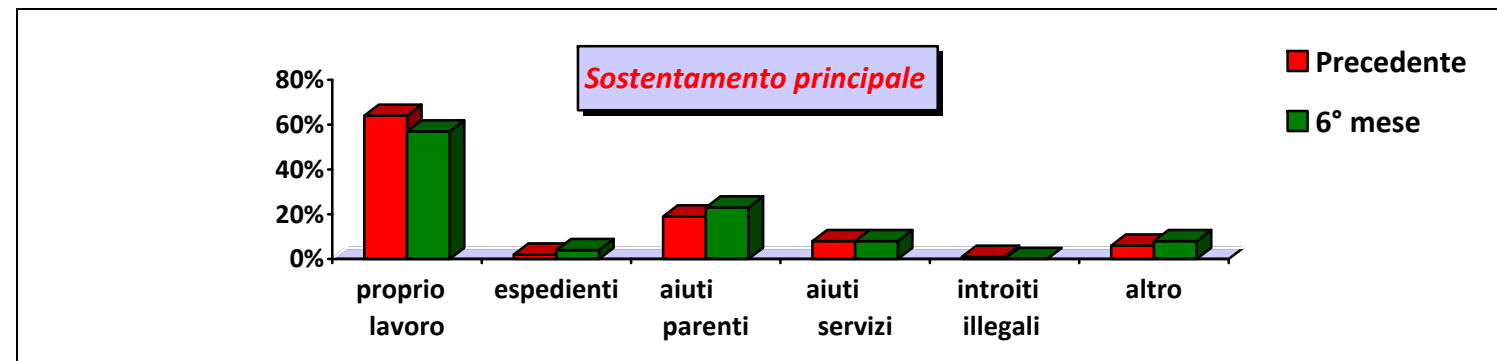 Sostentamento principale
Precedente
6° mese
80%
60%
40%
20%
0%
proprio lavoro
espedienti
aiuti parenti
aiuti servizi
introiti illegali
altro